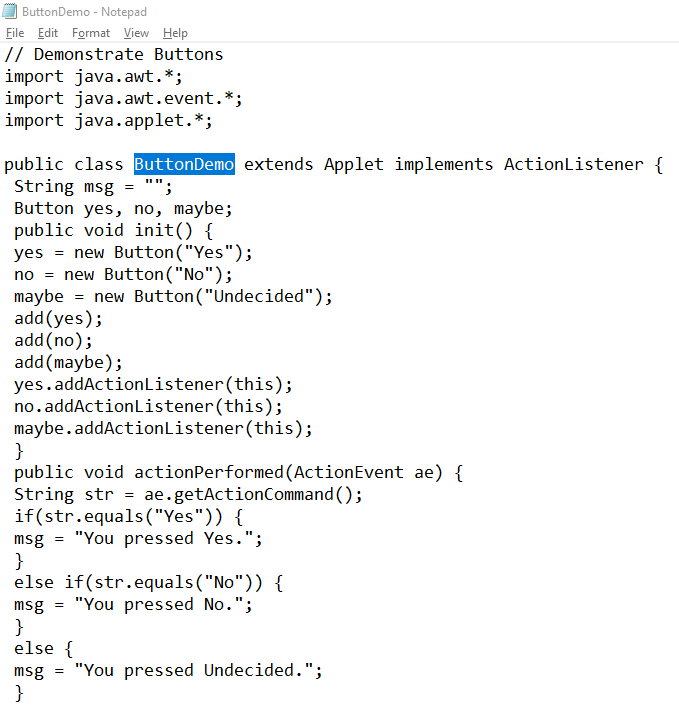 ButtonDemo - Notepad
File Edit Format View Help
// Demonstrate Buttons
import java.awt.*;
import java.awt.event.*;
import java.applet.*;

public class ButtonDemo extends Applet implements ActionListener {
 String msg = "";
 Button yes, no, maybe;
 public void init() {
 yes = new Button("Yes");
 no = new Button("No");
 maybe = new Button("Undecided");
 add(yes);
 add(no);
 add(maybe);
 yes.addActionListener(this);
 no.addActionListener(this);
 maybe.addActionListener(this);
 }
 public void actionPerformed(ActionEvent ae) {
 String str = ae.getActionCommand();
 if(str.equals("Yes")) {
 msg = "You pressed Yes.";
 }
 else if(str.equals("No")) {
 msg = "You pressed No.";
 }
 else {
 msg = "You pressed Undecided.";
 }